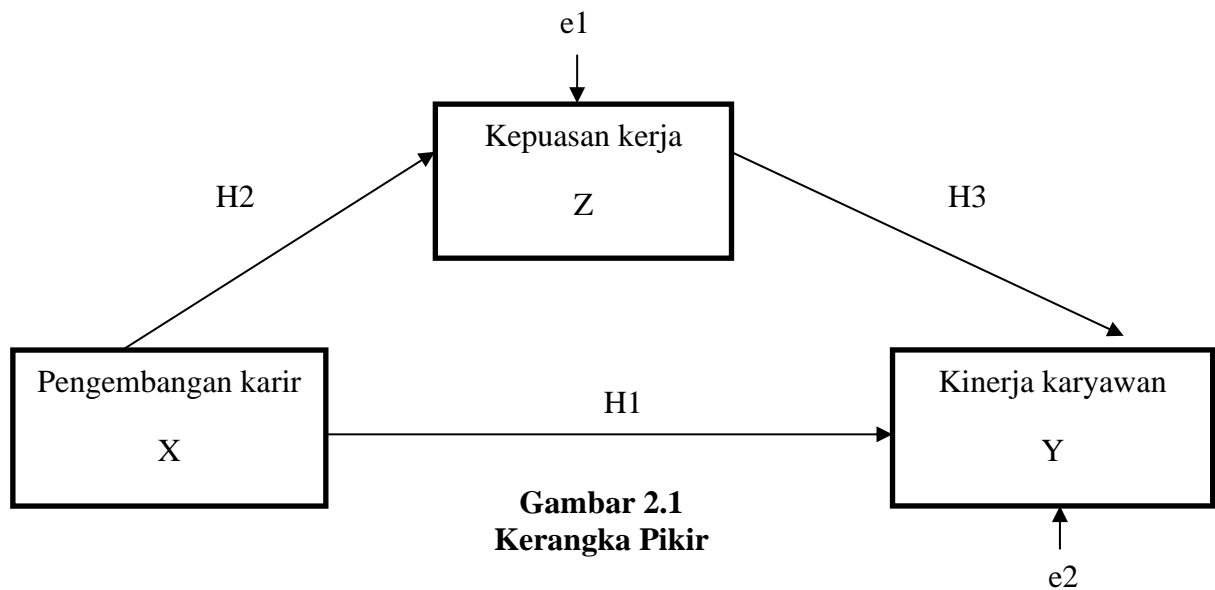 e1
Kepuasan kerja
Z
H2
H3
Pengembangan karir
X
H1
Kinerja karyawan
Y
Gambar 2.1
Kerangka Pikir
e2